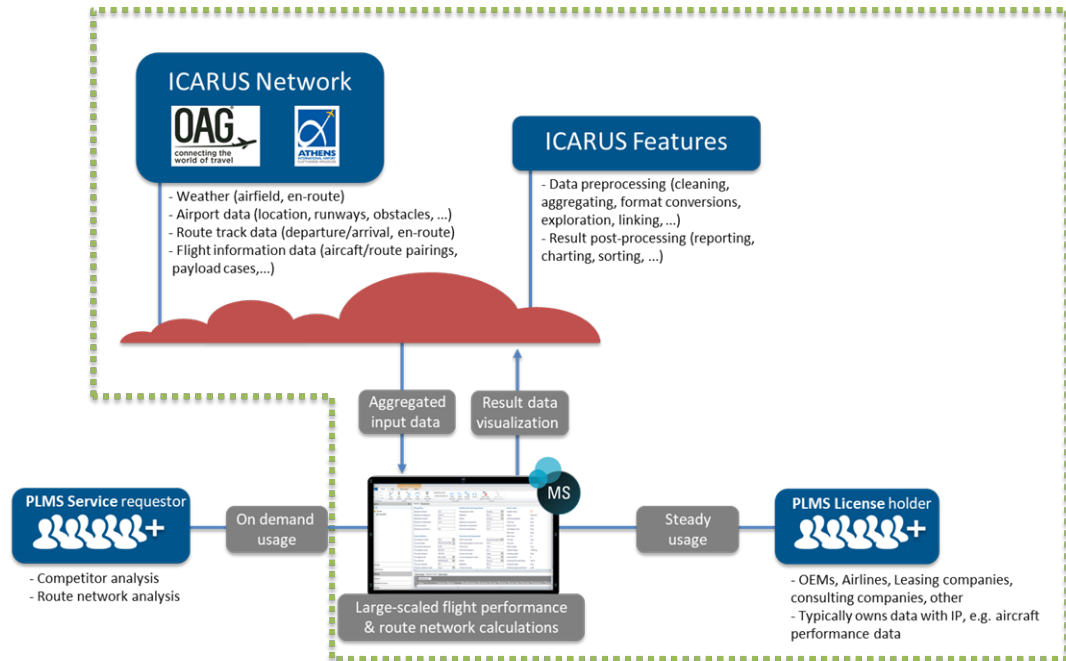 ICARUS Network
OAG
connecting the
world of travel
ATHENS
INTERNATIONAL AIRPORT
- Weather (airfield, en-route)
- Airport data (location, runways, obstacles, ...)
- Route track data (departure/arrival, en-route)
- Flight information data (aircaft/route pairings,
payload cases,...)
ICARUS Features
- Data preprocessing (cleaning,
aggregating, format conversions,
exploration, linking, ...)
- Result post-processing (reporting,
charting, sorting, ...)
Aggregated
input data
Result data
visualization
MS
PLMS Service requestor
+
- Competitor analysis
- Route network analysis
On demand
usage
Large-scaled flight performance
& route network calculations
Steady
usage
PLMS License holder
+
- OEMs, Airlines, Leasing companies,
consulting companies, other
- Typically owns data with IP, e.g. aircraft
performance data